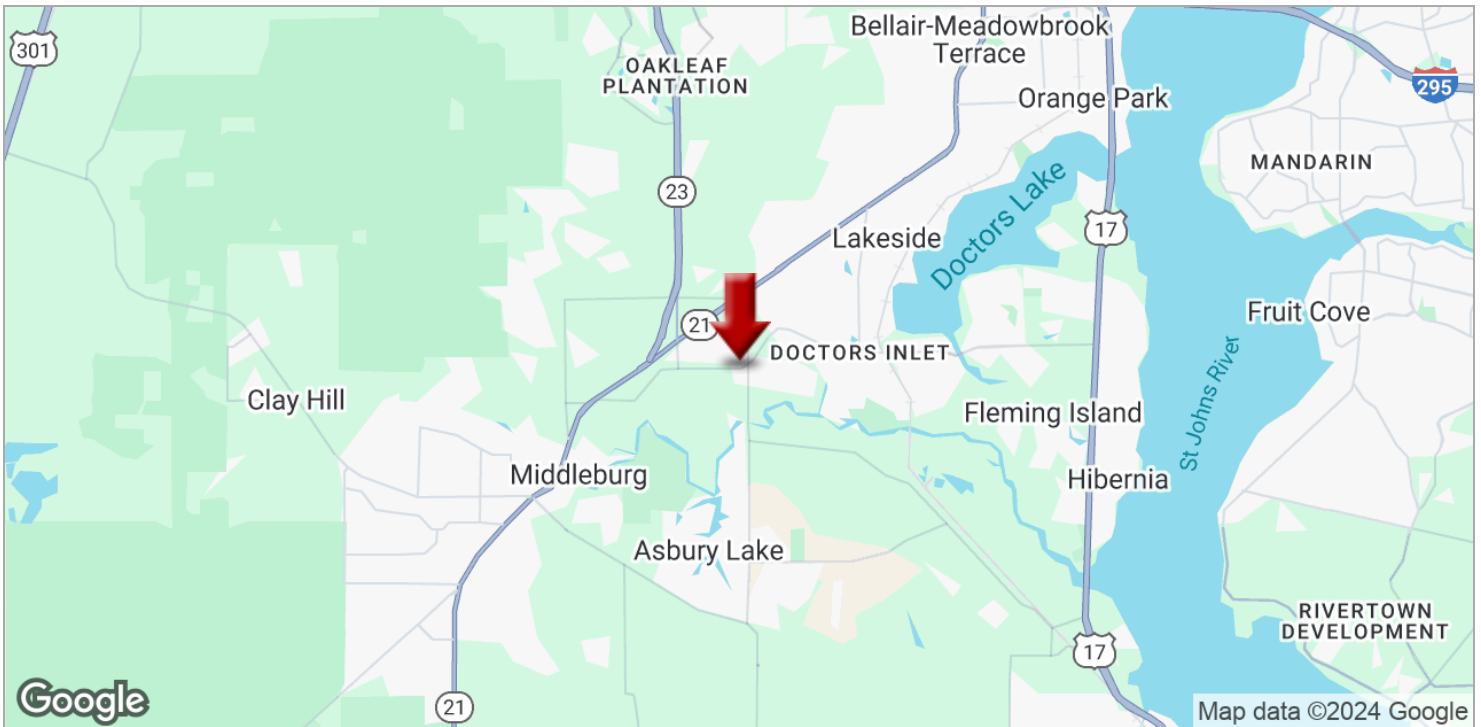 Bellair-Meadowbrook
Terrace
301
OAKLEAF
PLANTATION
295
Orange Park
MANDARIN
23
Doctors Lake
17
Lakeside
Fruit Cove
21
DOCTORS INLET
St Johns River
Clay Hill
Fleming Island
Middleburg
Hibernia
Asbury Lake
RIVERTOWN
DEVELOPMENT
17
Google
21
Map data ©2024 Google